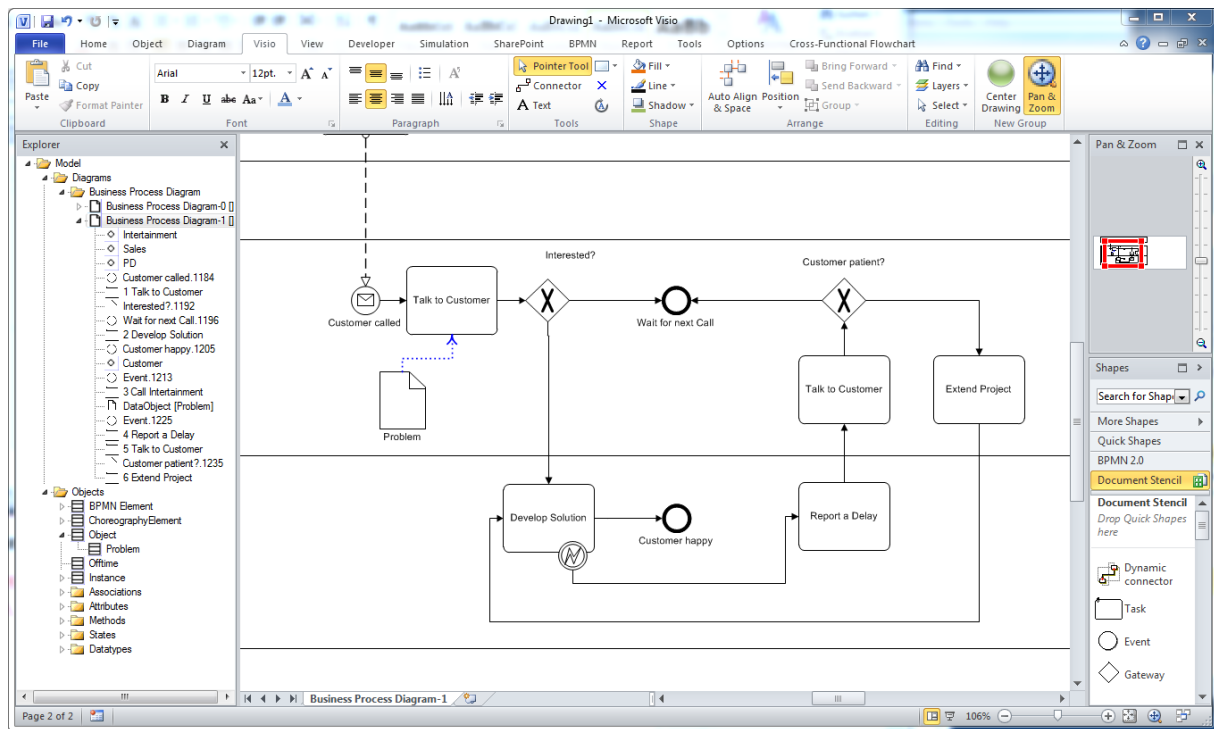 Drawing1 - Microsoft Visio
File Home Object Diagram Visio View Developer Simulation SharePoint BPMN Report Tools Options Cross-Functional Flowchart
Paste
Cut
Copy
Format Painter
Clipboard
Arial
12pt.
B I U abc Aa A
Font
Paragraph
Pointer Tool
Connector
A Text
Tools
Fill
Line
Shadow
Shape
Auto Align & Space
Position
Bring Forward
Send Backward
Group
Arrange
Find
Layers
Select
Editing
Center Drawing
Pan & Zoom
New Group
Explorer
Model
Diagrams
Business Process Diagram
Business Process Diagram-0 []
Business Process Diagram-1 []
Intertainment
Sales
PD
Customer called.1184
1 Talk to Customer
Interested?.1192
Wait for next Call.1196
2 Develop Solution
Customer happy.1205
Customer
Event.1213
3 Call Intertainment
DataObject [Problem]
Event.1225
4 Report a Delay
5 Talk to Customer
Customer patient?.1235
6 Extend Project
Objects
BPMN Element
ChoreographyElement
Object
Problem
Offtime
Instance
Associations
Attributes
Methods
States
Datatypes
Interested?
Customer patient?
Talk to Customer
Customer called
Wait for next Call
Talk to Customer
Extend Project
Problem
Develop Solution
Customer happy
Report a Delay
Business Process Diagram-1
Pan & Zoom
Shapes
Search for Shap
More Shapes
Quick Shapes
BPMN 2.0
Document Stencil
Document Stencil
Drop Quick Shapes
here
Dynamic
connector
Task
Event
Gateway
Page 2 of 2
106%